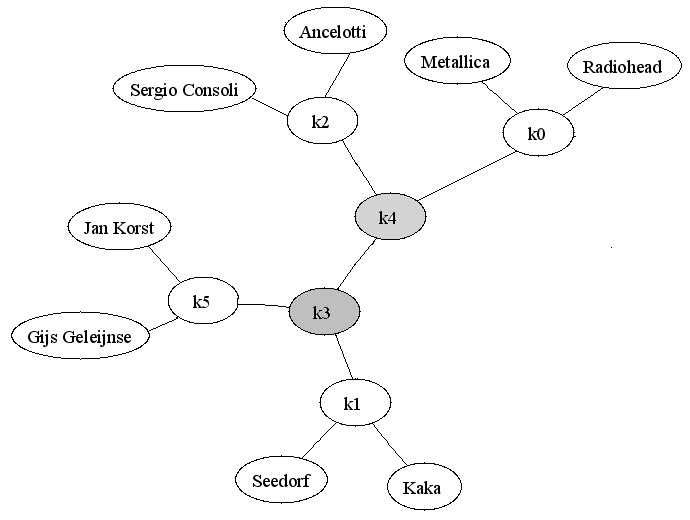 Ancelotti
Metallica
Radiohead
Sergio Consoli
k2
k0
k4
Jan Korst
k5
k3
Gijs Geleijnse
k1
Seedorf
Kaka